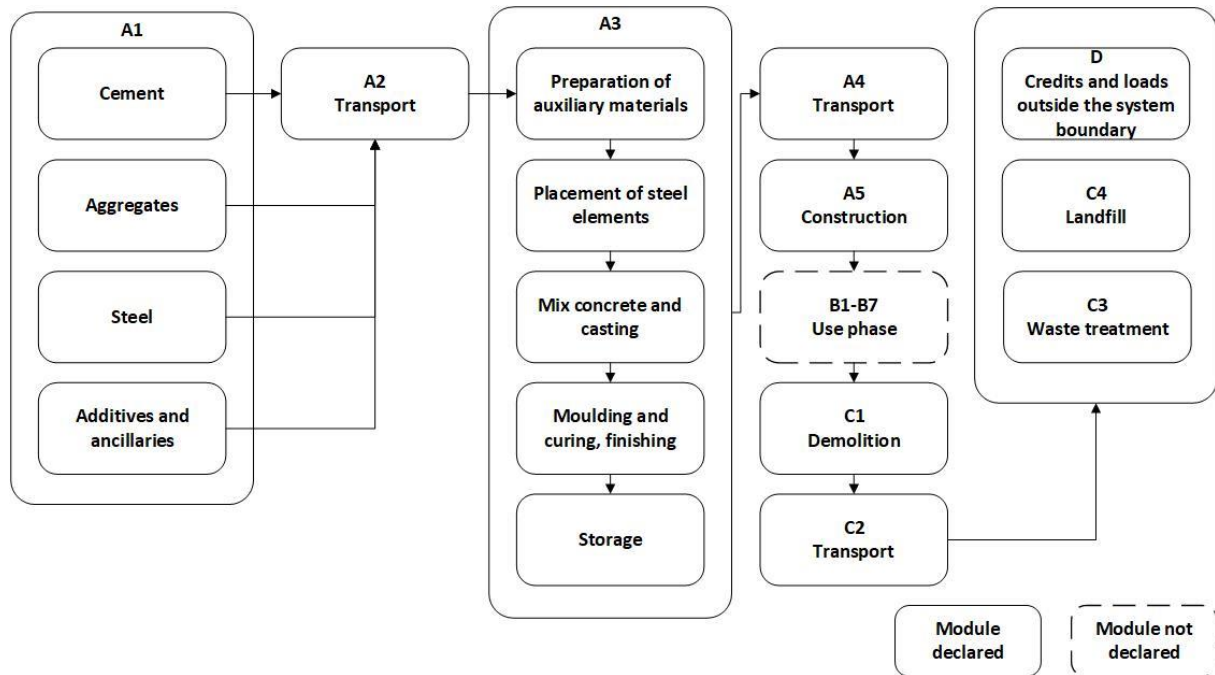 A1
Cement
Aggregates
Steel
Additives and
ancillaries
A2
Transport
A3
Preparation of
auxiliary materials
Placement of steel
elements
Mix concrete and
casting
Moulding and
curing, finishing
Storage
A4
Transport
A5
Construction
B1-B7
Use phase
C1
Demolition
C2
Transport
D
Credits and loads
outside the system
boundary
C4
Landfill
C3
Waste treatment
Module
declared
Module not
declared